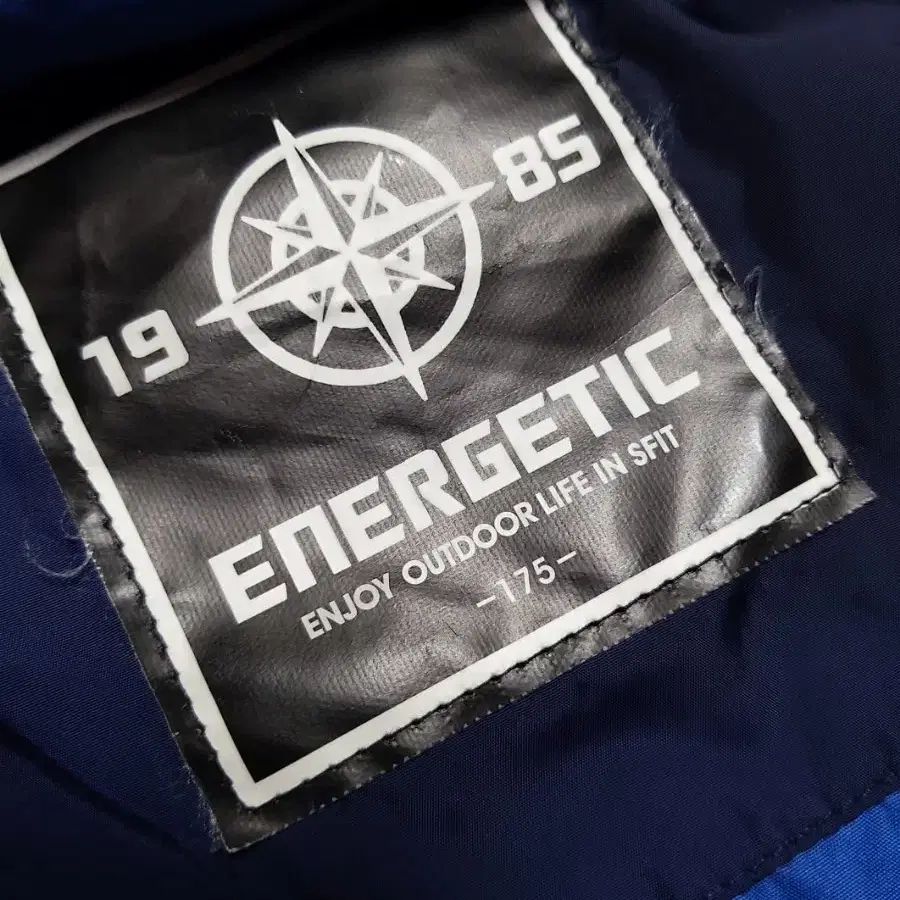 19 85
ENERGETIC
ENJOY OUTDOOR LIFE IN SFIT
-175-